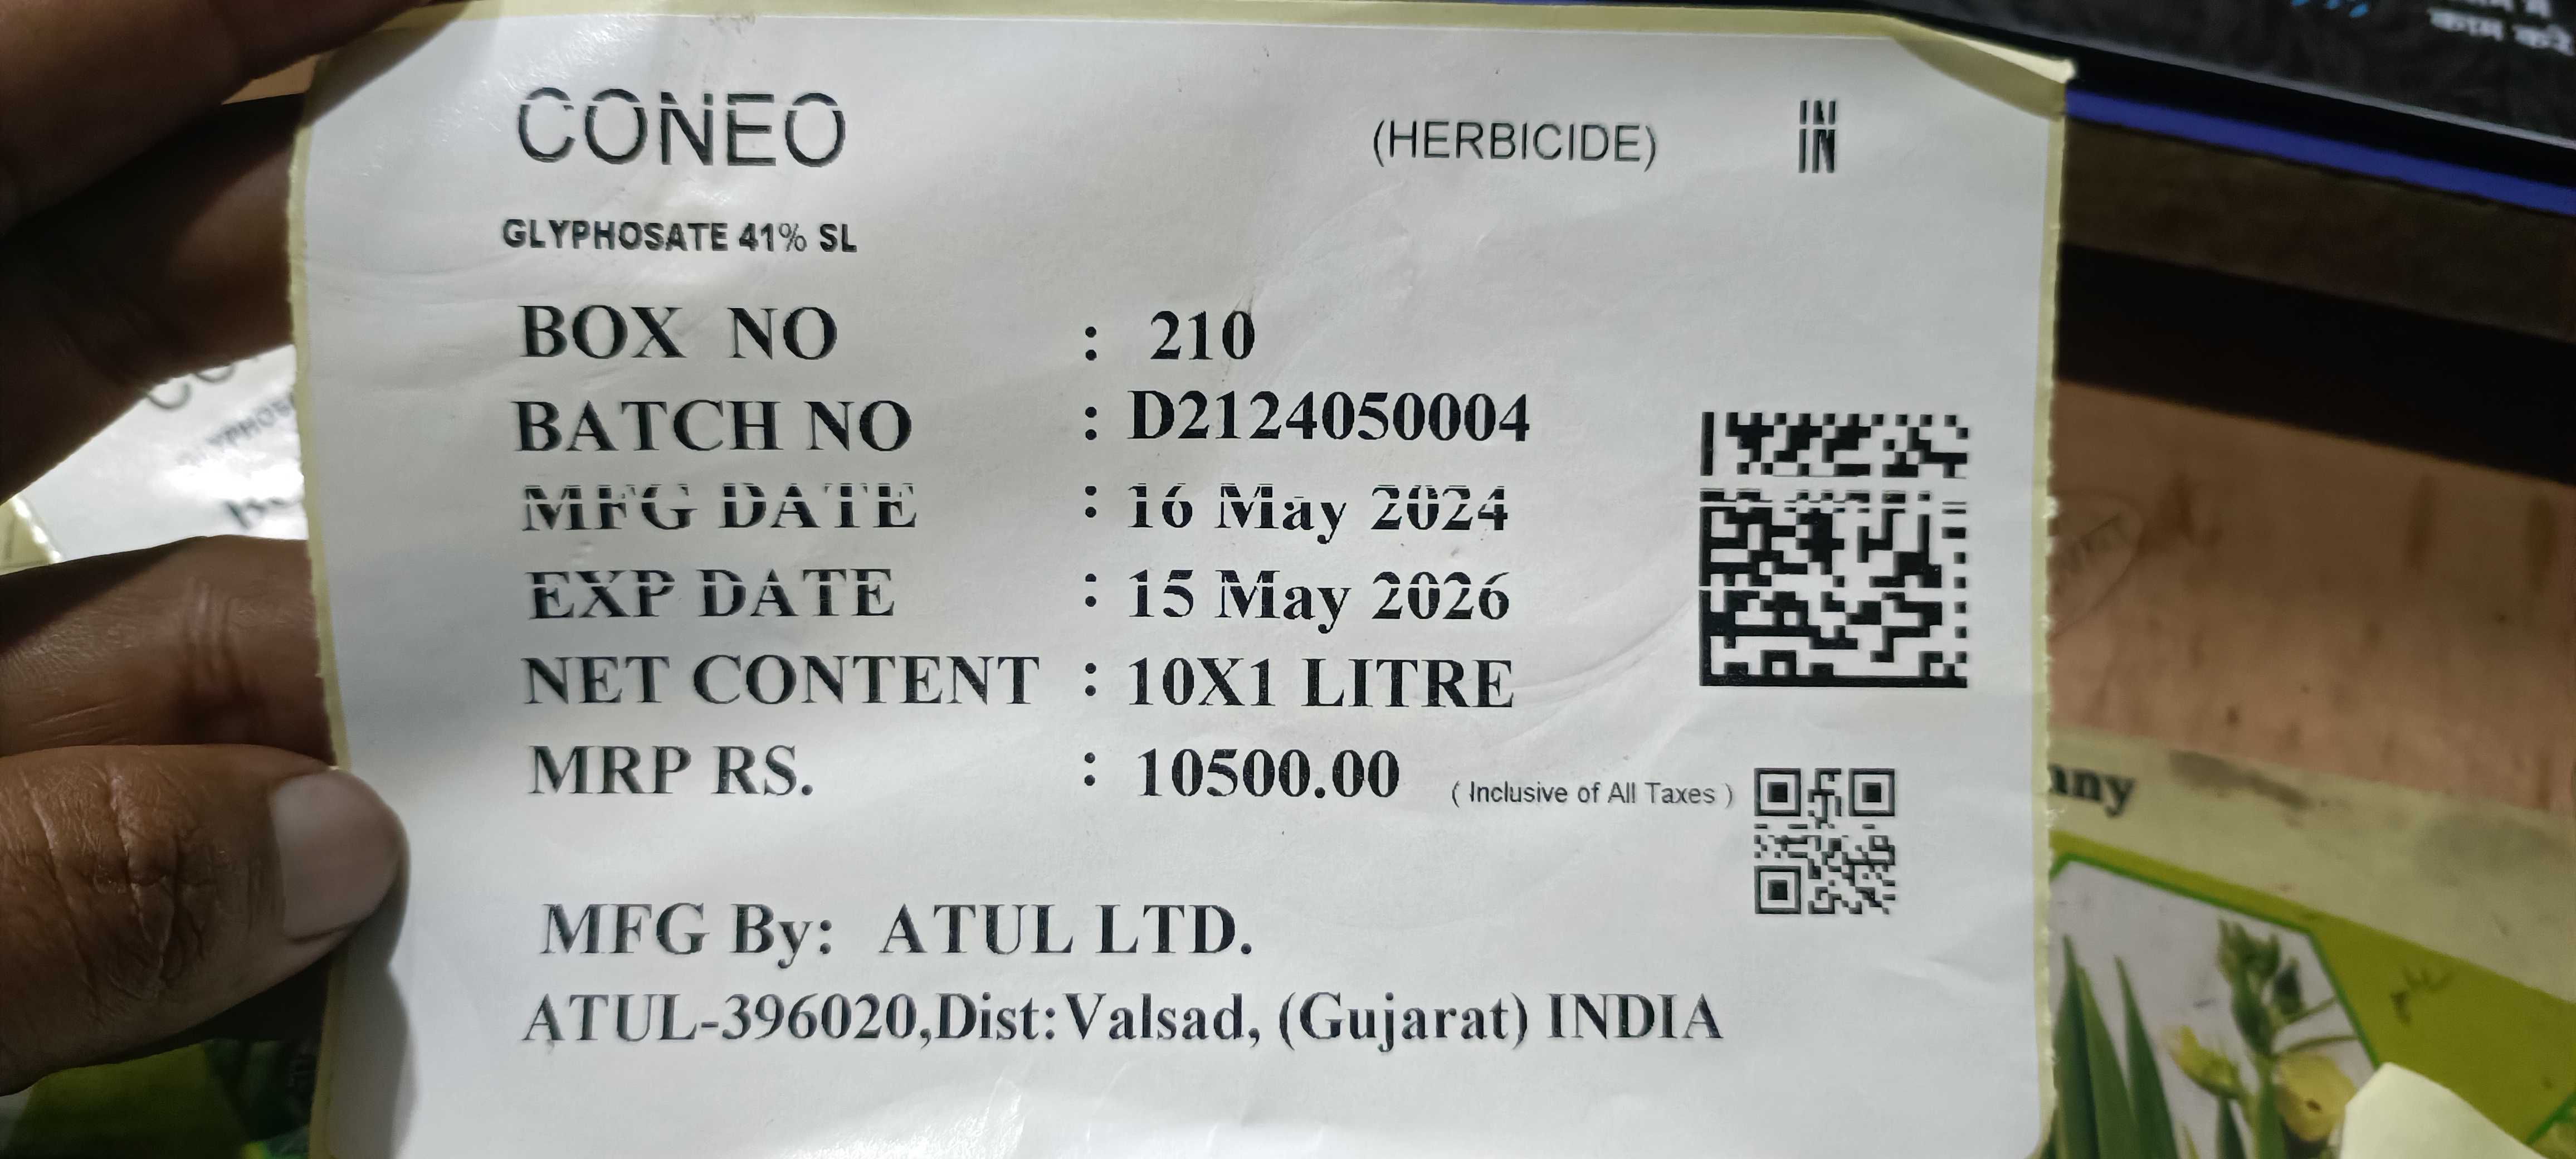 CONEO (HERBICIDE) IN
GLYPHOSATE 41% SL
BOX NO : 210
BATCH NO : D2124050004
MFG DATE : 16 May 2024
EXP DATE : 15 May 2026
NET CONTENT : 10X1 LITRE
MRP RS. : 10500.00 ( Inclusive of All Taxes )
MFG By: ATUL LTD.
ATUL-396020,Dist:Valsad, (Gujarat) INDIA